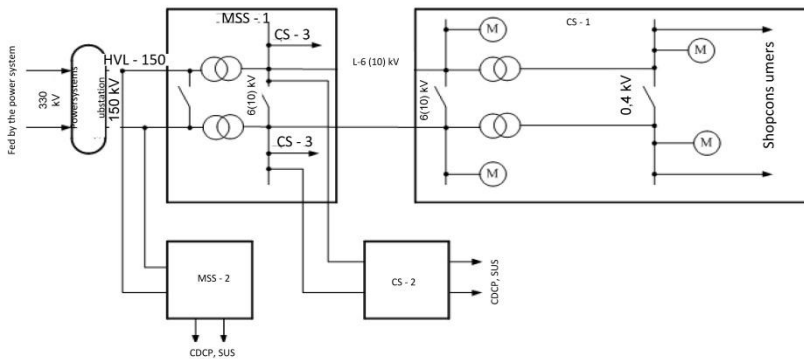 MSS - 1
CS - 1
CS - 3
HVL - 150
L-6 (10) kV
M
M
Fed by the power system
330
kV
Powersystems
ubstation
150 kV
6(10) kV
6(10) kV
0,4 kV
Shopcons umers
CS - 3
M
M
MSS - 2
CS - 2
CDCP, SUS
CDCP, SUS